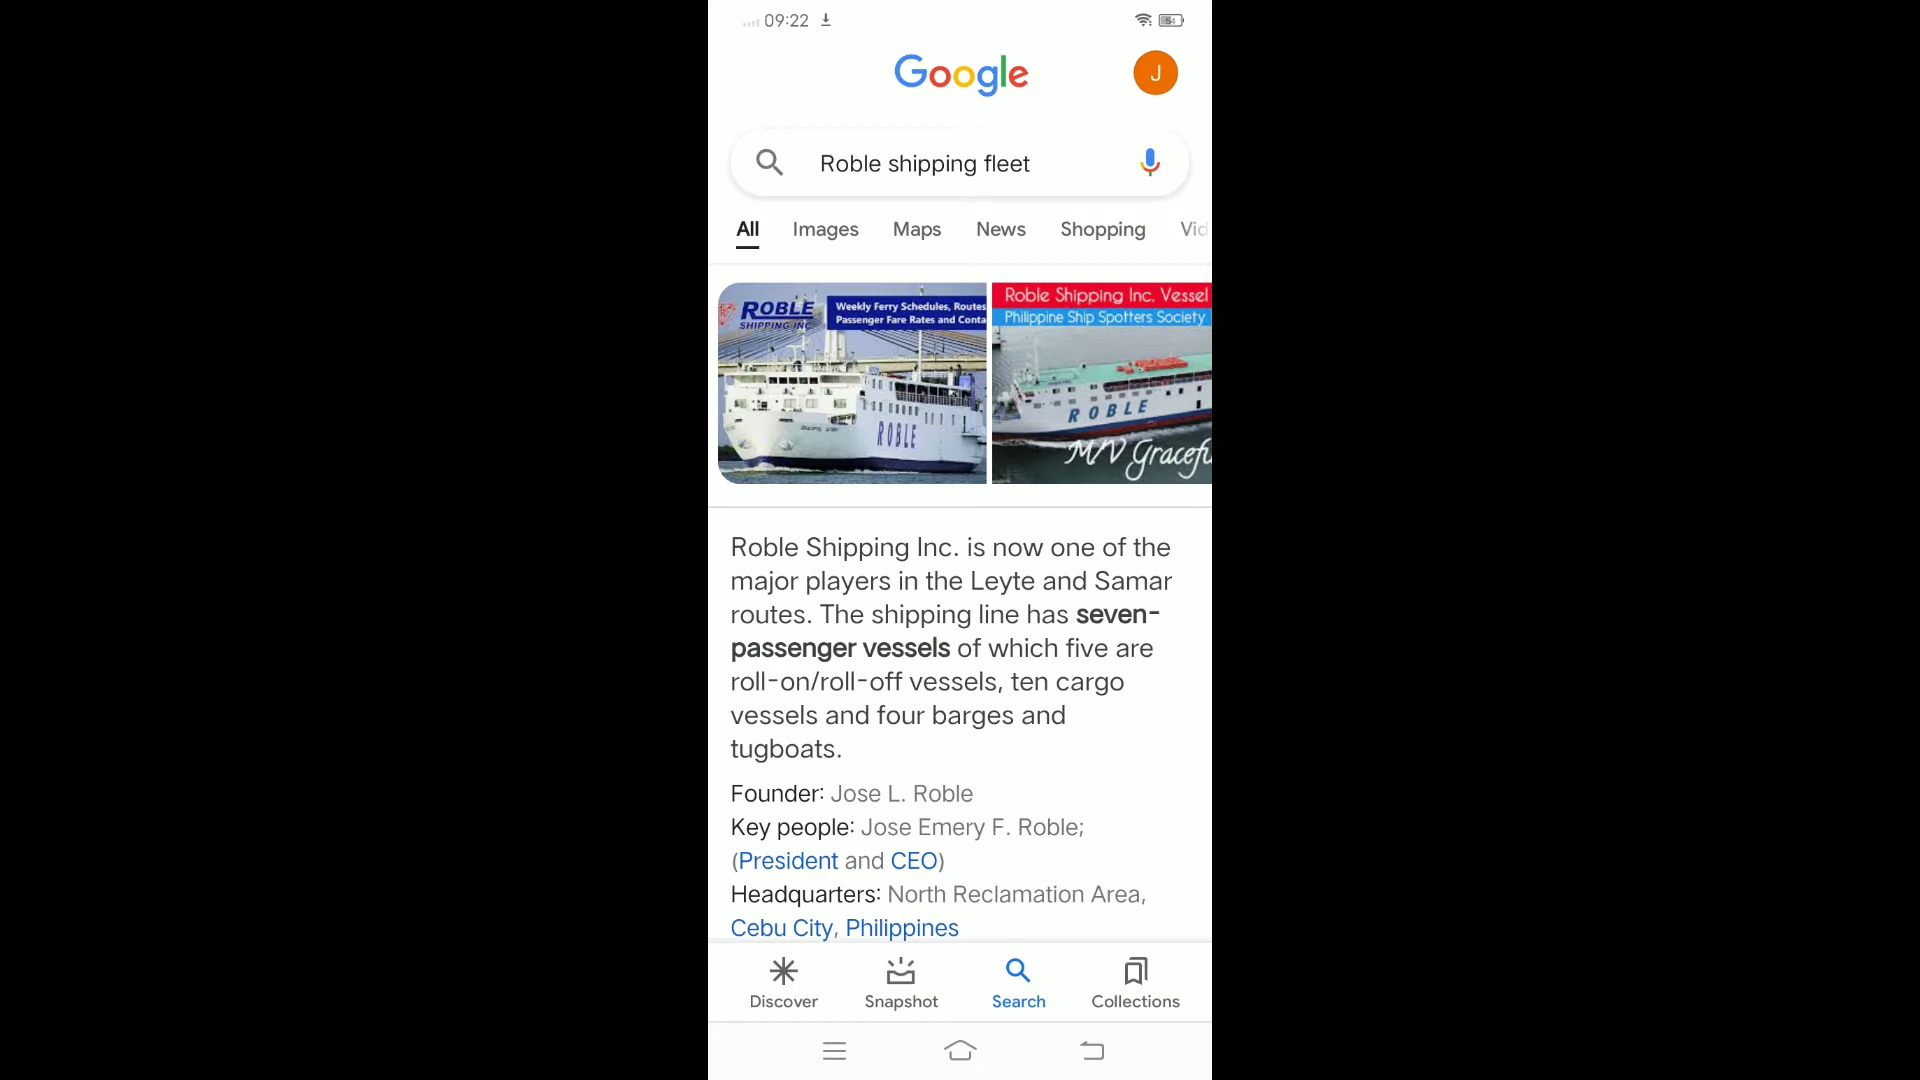 09:22
54
Google
J
Roble shipping fleet
All Images Maps News Shopping Vid
ROBLE
SHIPPING INC
Weekly Ferry Schedules, Routes
Passenger Fare Rates and Conta
ROBLE
Roble Shipping Inc. Vessel
Philippine Ship Spotters Society
ROBLE
M/V Gracefu
Roble Shipping Inc. is now one of the
major players in the Leyte and Samar
routes. The shipping line has seven-
passenger vessels of which five are
roll-on/roll-off vessels, ten cargo
vessels and four barges and
tugboats.
Founder: Jose L. Roble
Key people: Jose Emery F. Roble;
(President and CEO)
Headquarters: North Reclamation Area,
Cebu City, Philippines
Discover Snapshot Search Collections